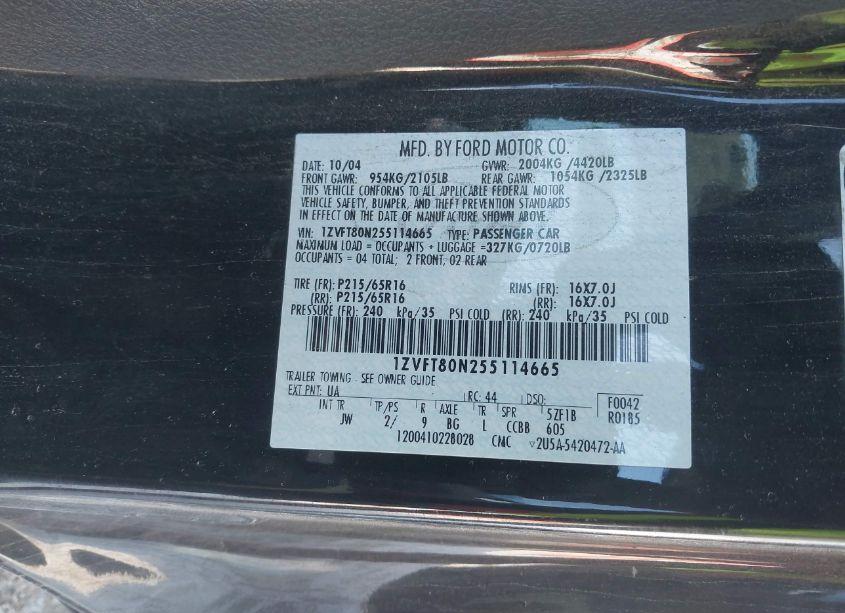 MFD. BY FORD MOTOR CO.
DATE: 10/04 GVWR: 2004KG /4420LB
FRONT GAWR: 954KG/2105LB REAR GAWR: 1054KG /2325LB
THIS VEHICLE CONFORMS TO ALL APPLICABLE FEDERAL MOTOR
VEHICLE SAFETY, BUMPER, AND THEFT PREVENTION STANDARDS
IN EFFECT ON THE DATE OF MANUFACTURE SHOWN ABOVE.
VIN: 1ZVFT80N255114665 TYPE: PASSENGER CAR
MAXIMUM LOAD = OCCUPANTS + LUGGAGE =327KG/0720LB
OCCUPANTS = 04 TOTAL; 2 FRONT, 02 REAR
TIRE (FR): P215/65R16 RIMS (FR): 16X7.0J
(RR): P215/65R16 (RR): 16X7.0J
PRESSURE (FR): 240 kPa/35 PSI COLD (RR): 240 kPa/35 PSI COLD
1ZVFT80N255114665
TRAILER TOWING - SEE OWNER GUIDE
EXT PNT: UA RC: 44 DSO: F0042
INT TR TP/PS R AXLE TR SPR 5ZF1B R0185
JW 2/ 9 BG L CCBB 605
1200410228028 CMC ▽2U5A-5420472-AA